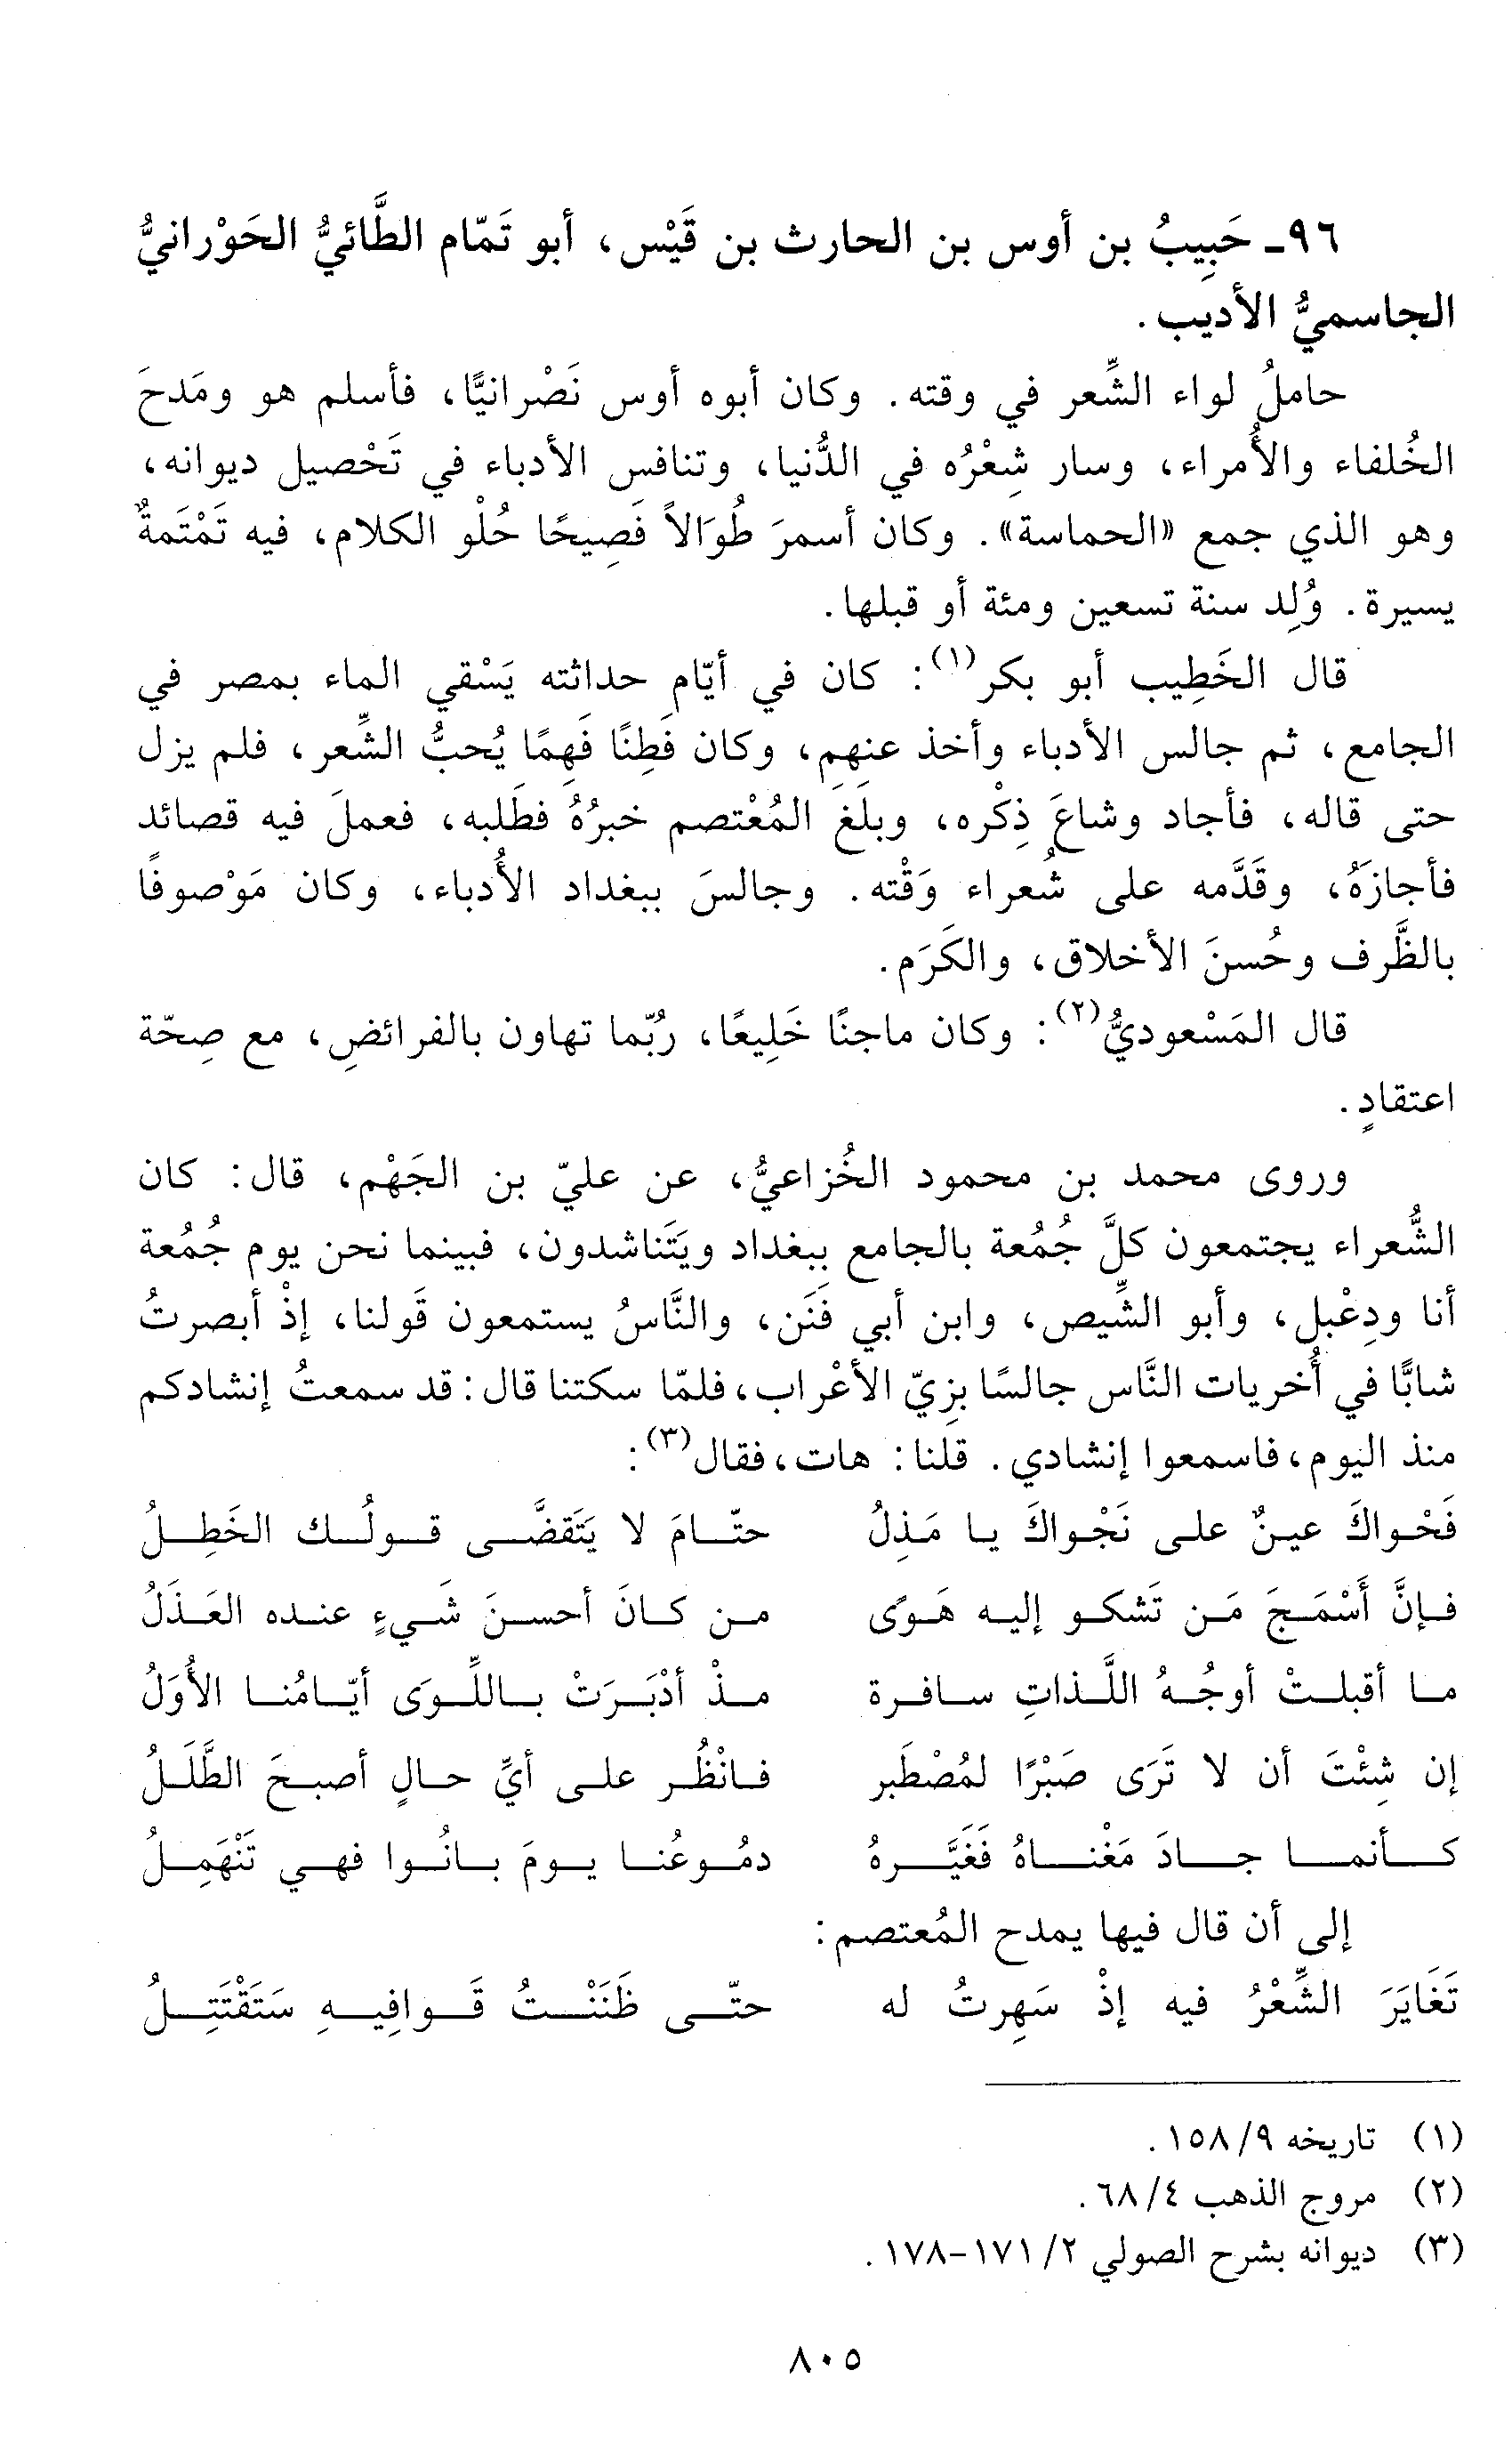 ٩٦- حَبِيبُ بن أوس بن الحارث بن قَيْس، أبو تَمّام الطَّائيُّ الحَوْرانيُّ
الجاسميُّ الأديب.
حاملُ لواء الشِّعر في وقته. وكان أبوه أوس نَصْرانيًّا، فأسلم هو ومَدحَ
الخُلفاء والأُمراء، وسار شِعْرُه في الدُّنيا، وتنافس الأدباء في تَحْصيل ديوانه،
وهو الذي جمع «الحماسة». وكان أسمرَ طُوَالاً فَصِيحًا حُلْو الكلام، فيه تَمْتَمةٌ
يسيرة. وُلِد سنة تسعين ومئة أو قبلها.
قال الخَطِيب أبو بكر(١): كان في أيّام حداثته يَسْقي الماء بمصر في
الجامع، ثم جالس الأدباء وأخذ عنهم، وكان فَطِنًا فَهِمًا يُحبُّ الشِّعر، فلم يزل
حتى قاله، فأجاد وشاعَ ذِكْره، وبلَغَ المُعْتصم خبرُهُ فطَلبه، فعملَ فيه قصائد
فأجازَهُ، وقَدَّمه على شُعراء وَقْته. وجالسَ ببغداد الأُدباء، وكان مَوْصوفًا
بالظَّرف وحُسنَ الأخلاق، والكَرَم.
قال المَسْعوديُّ(٢): وكان ماجنًا خَلِيعًا، رُبّما تهاون بالفرائضِ، مع صِحّة
اعتقادٍ.
وروى محمد بن محمود الخُزاعيُّ، عن عليّ بن الجَهْم، قال: كان
الشُّعراء يجتمعون كلَّ جُمُعة بالجامع ببغداد ويَتَناشدون، فبينما نحن يوم جُمُعة
أنا ودِعْبل، وأبو الشِّيص، وابن أبي فَنَن، والنَّاسُ يستمعون قَولنا، إذْ أبصرتُ
شابًّا في أُخريات النَّاس جالسًا بزِيّ الأعْراب، فلمّا سكتنا قال: قد سمعتُ إنشادكم
منذ اليوم، فاسمعوا إنشادي. قلنا: هات، فقال(٣):
فَحْواكَ عينٌ على نَجْواكَ يا مَذِلُ حتّامَ لا يَتَقضَّى قولُك الخَطِلُ
فإنَّ أَسْمَجَ مَن تَشكو إليه هَوًى من كانَ أحسنَ شَيءٍ عنده العَذَلُ
ما أقبلتْ أوجُهُ اللَّذاتِ سافرة مذْ أدْبَرَتْ باللِّوَى أيّامُنا الأُوَلُ
إن شِئْتَ أن لا تَرَى صَبْرًا لمُصْطَبر فانْظُر على أيِّ حالٍ أصبحَ الطَّلَلُ
كأنما جادَ مَغْناهُ فَغَيَّرهُ دمُوعُنا يومَ بانُوا فهي تَنْهَمِلُ
إلى أن قال فيها يمدح المُعتصم:
تَغَايَرَ الشِّعْرُ فيه إذْ سَهِرتُ له حتّى ظَنَنْتُ قَوافِيهِ سَتَقْتَتِلُ
(١) تاريخه ٩/ ١٥٨.
(٢) مروج الذهب ٤/ ٦٨.
(٣) ديوانه بشرح الصولي ٢/ ١٧١-١٧٨.
٨٠٥